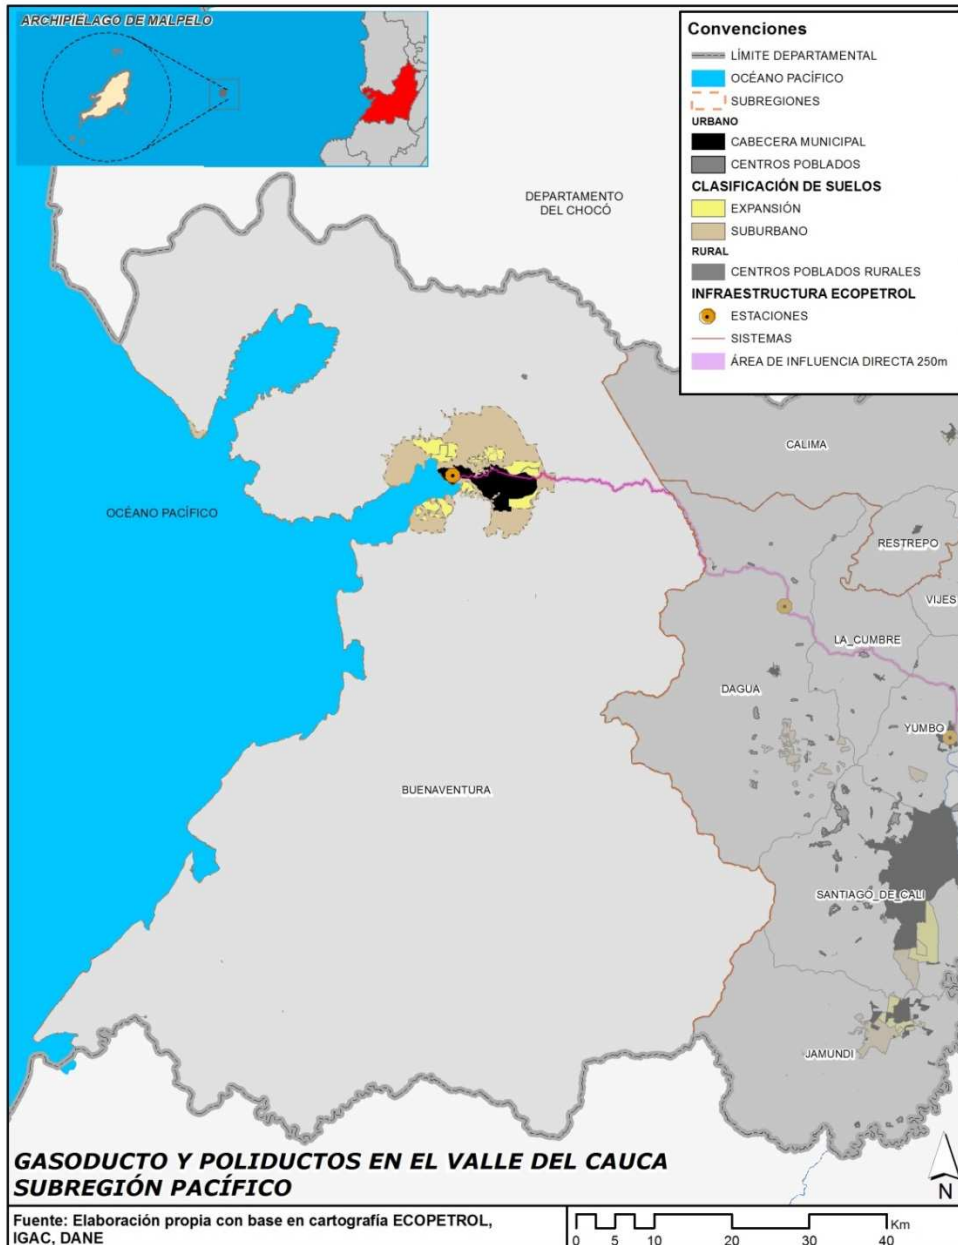 ARCHIPIELAGO DE MALPELO
Convenciones
LÍMITE DEPARTAMENTAL
OCÉANO PACÍFICO
SUBREGIONES
URBANO
CABECERA MUNICIPAL
CENTROS POBLADOS
CLASIFICACIÓN DE SUELOS
EXPANSIÓN
SUBURBANO
RURAL
CENTROS POBLADOS RURALES
INFRAESTRUCTURA ECOPETROL
ESTACIONES
SISTEMAS
ÁREA DE INFLUENCIA DIRECTA 250m
DEPARTAMENTO
DEL CHOCÓ
CALIMA
OCÉANO PACÍFICO
RESTREPO
VIJES
LA_CUMBRE
DAGUA
YUMBO
BUENAVENTURA
SANTIAGO_DE_CALI
JAMUNDI
GASODUCTO Y POLIDUCTOS EN EL VALLE DEL CAUCA
SUBREGIÓN PACÍFICO
N
Fuente: Elaboración propia con base en cartografía ECOPETROL,
IGAC, DANE
Km
0 5 10 20 30 40